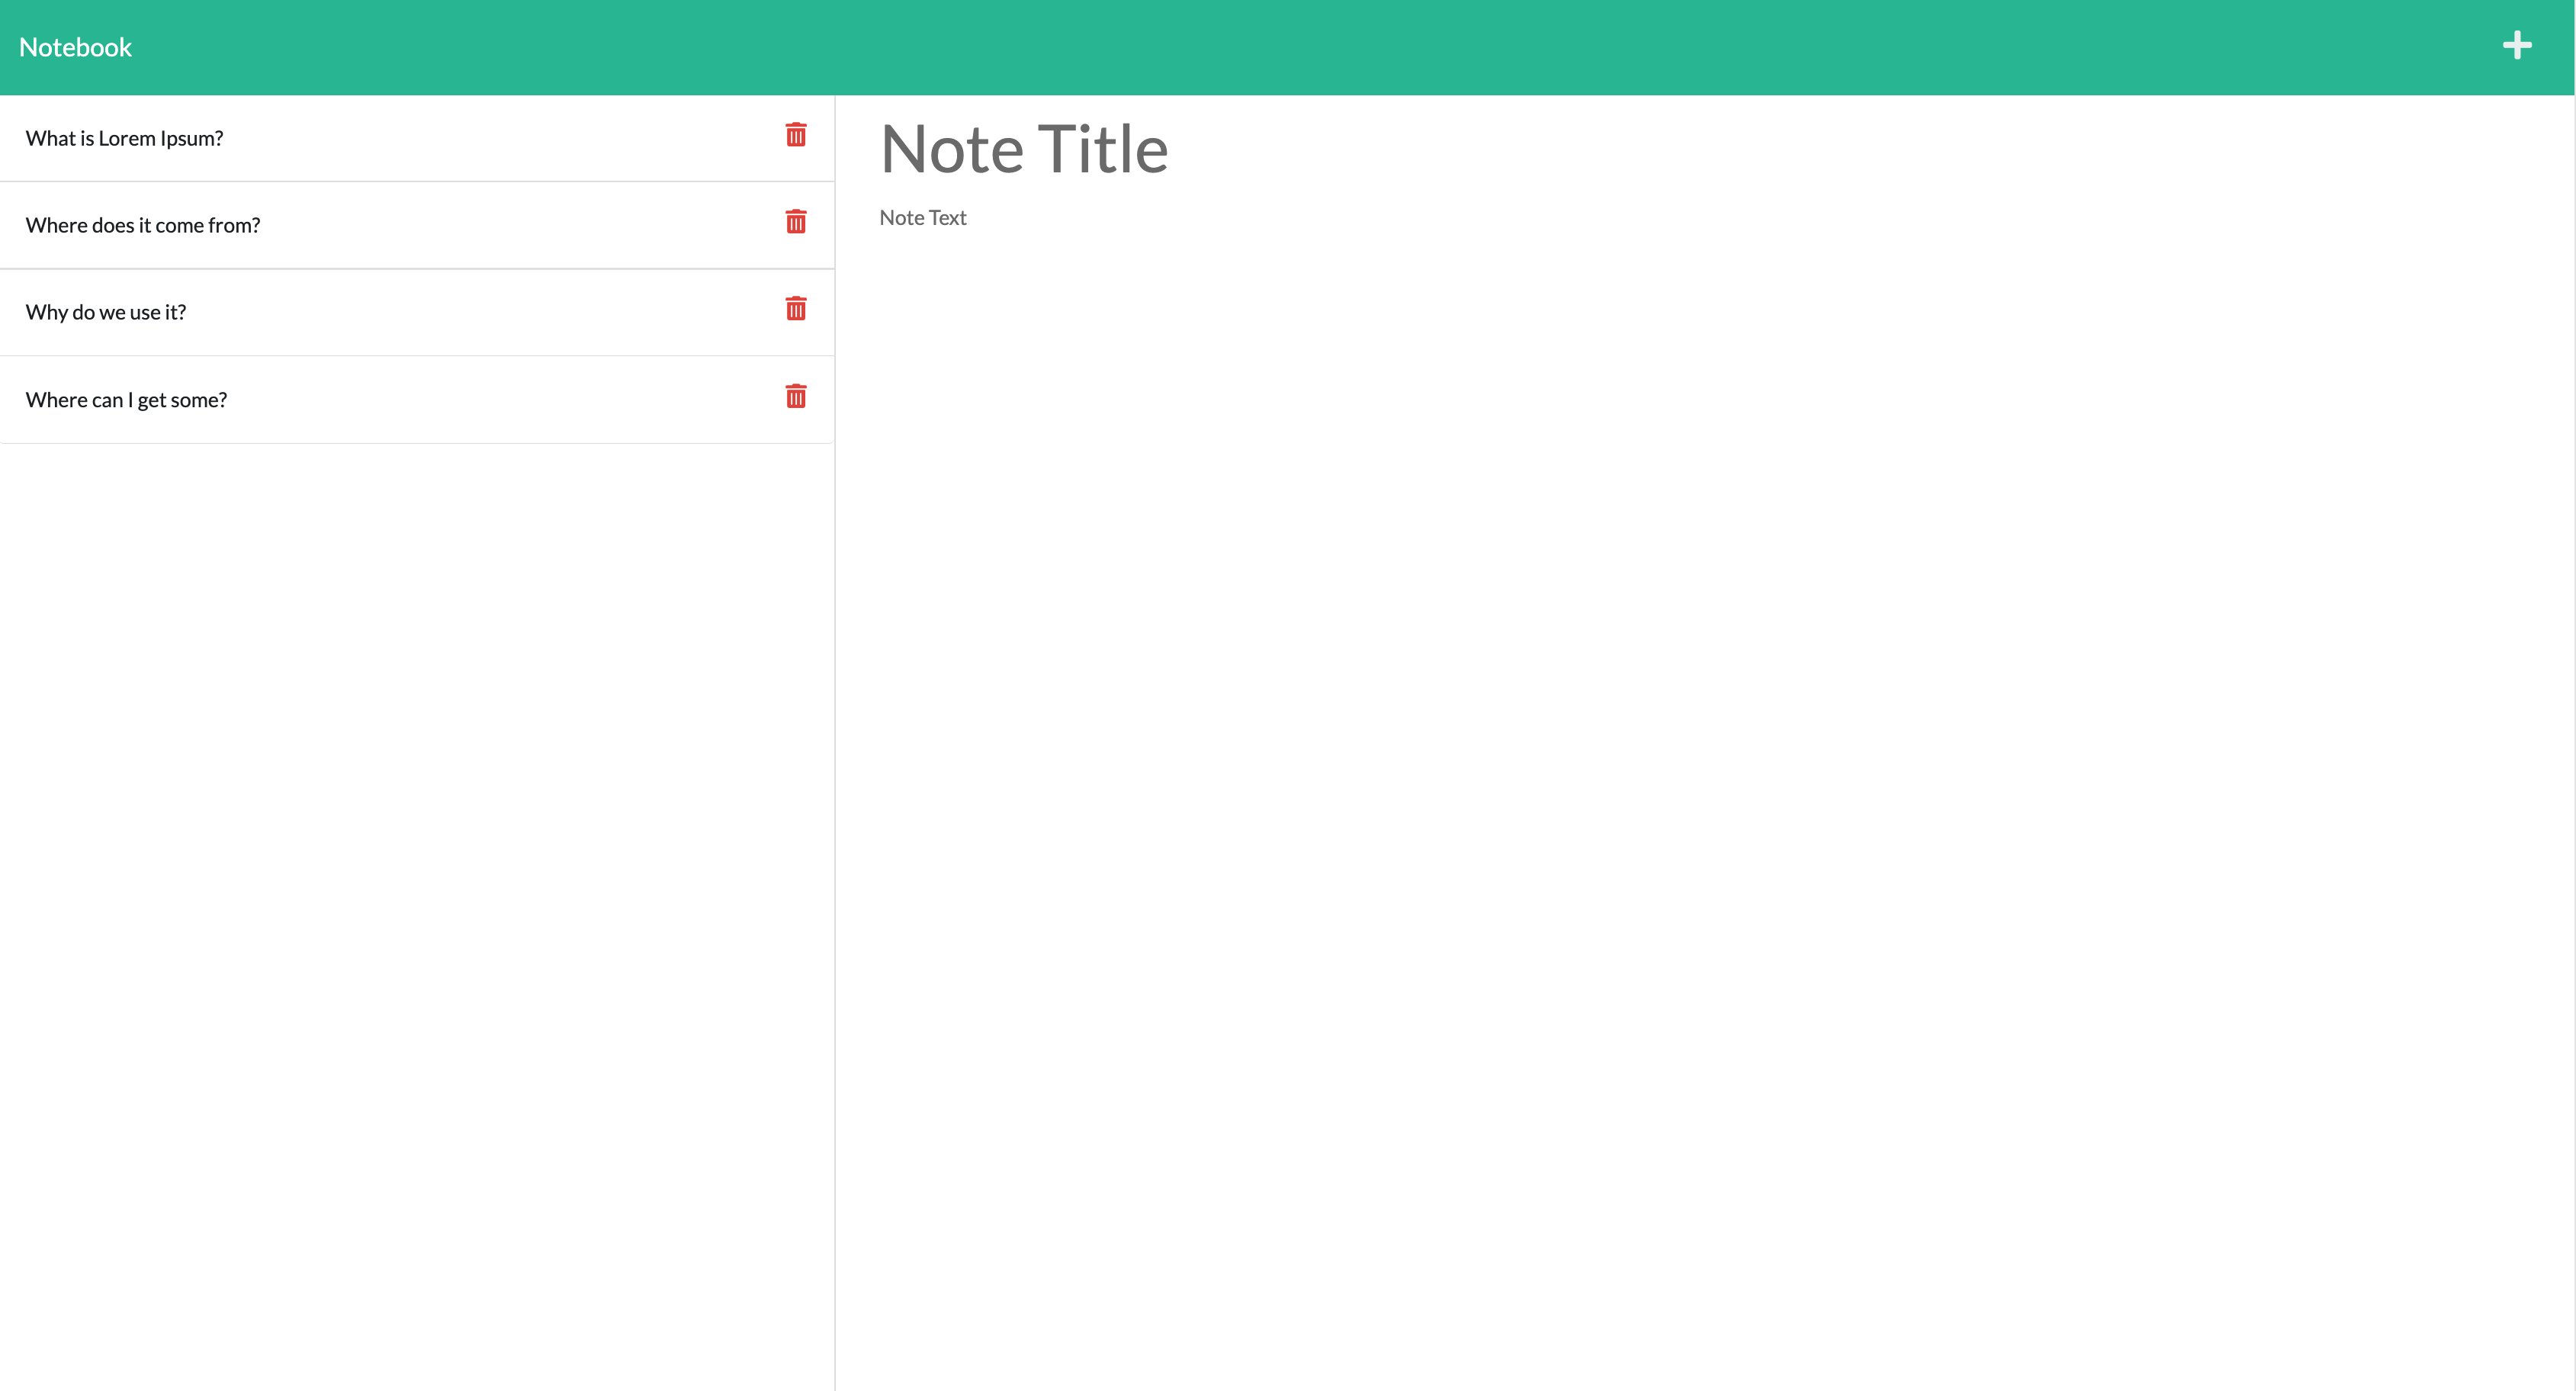 Notebook
What is Lorem Ipsum?
Where does it come from?
Why do we use it?
Where can I get some?
Note Title
Note Text